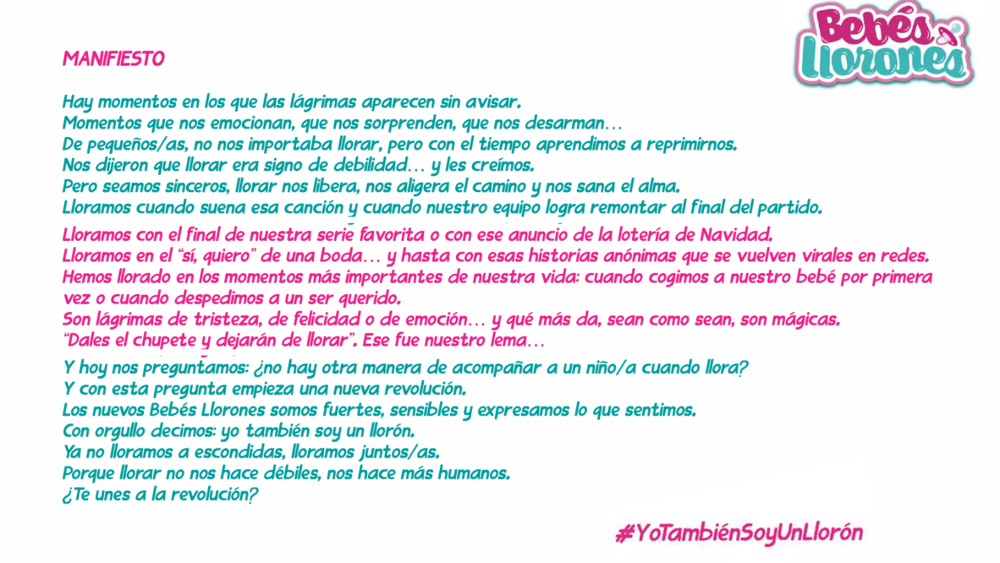 Bebés
llorones
MANIFIESTO
Hay momentos en los que las lágrimas aparecen sin avisar.
Momentos que nos emocionan, que nos sorprenden, que nos desarman...
De pequeños/as, no nos importaba llorar, pero con el tiempo aprendimos a reprimirnos.
Nos dijeron que llorar era signo de debilidad... y les creímos.
Pero seamos sinceros, llorar nos libera, nos aligera el camino y nos sana el alma.
Lloramos cuando suena esa canción y cuando nuestro equipo logra remontar al final del partido.
Lloramos con el final de nuestra serie favorita o con ese anuncio de la lotería de Navidad.
Lloramos en el “sí, quiero” de una boda... y hasta con esas historias anónimas que se vuelven virales en redes.
Hemos llorado en los momentos más importantes de nuestra vida: cuando cogimos a nuestro bebé por primera
vez o cuando despedimos a un ser querido.
Son lágrimas de tristeza, de felicidad o de emoción... y qué más da, sean como sean, son mágicas.
“Dales el chupete y dejarán de llorar”. Ese fue nuestro lema...
Y hoy nos preguntamos: ¿no hay otra manera de acompañar a un niño/a cuando llora?
Y con esta pregunta empieza una nueva revolución.
Los nuevos Bebés Llorones somos fuertes, sensibles y expresamos lo que sentimos.
Con orgullo decimos: yo también soy un llorón.
Ya no lloramos a escondidas, lloramos juntos/as.
Porque llorar no nos hace débiles, nos hace más humanos.
¿Te unes a la revolución?
#YoTambiénSoyUnLlorón